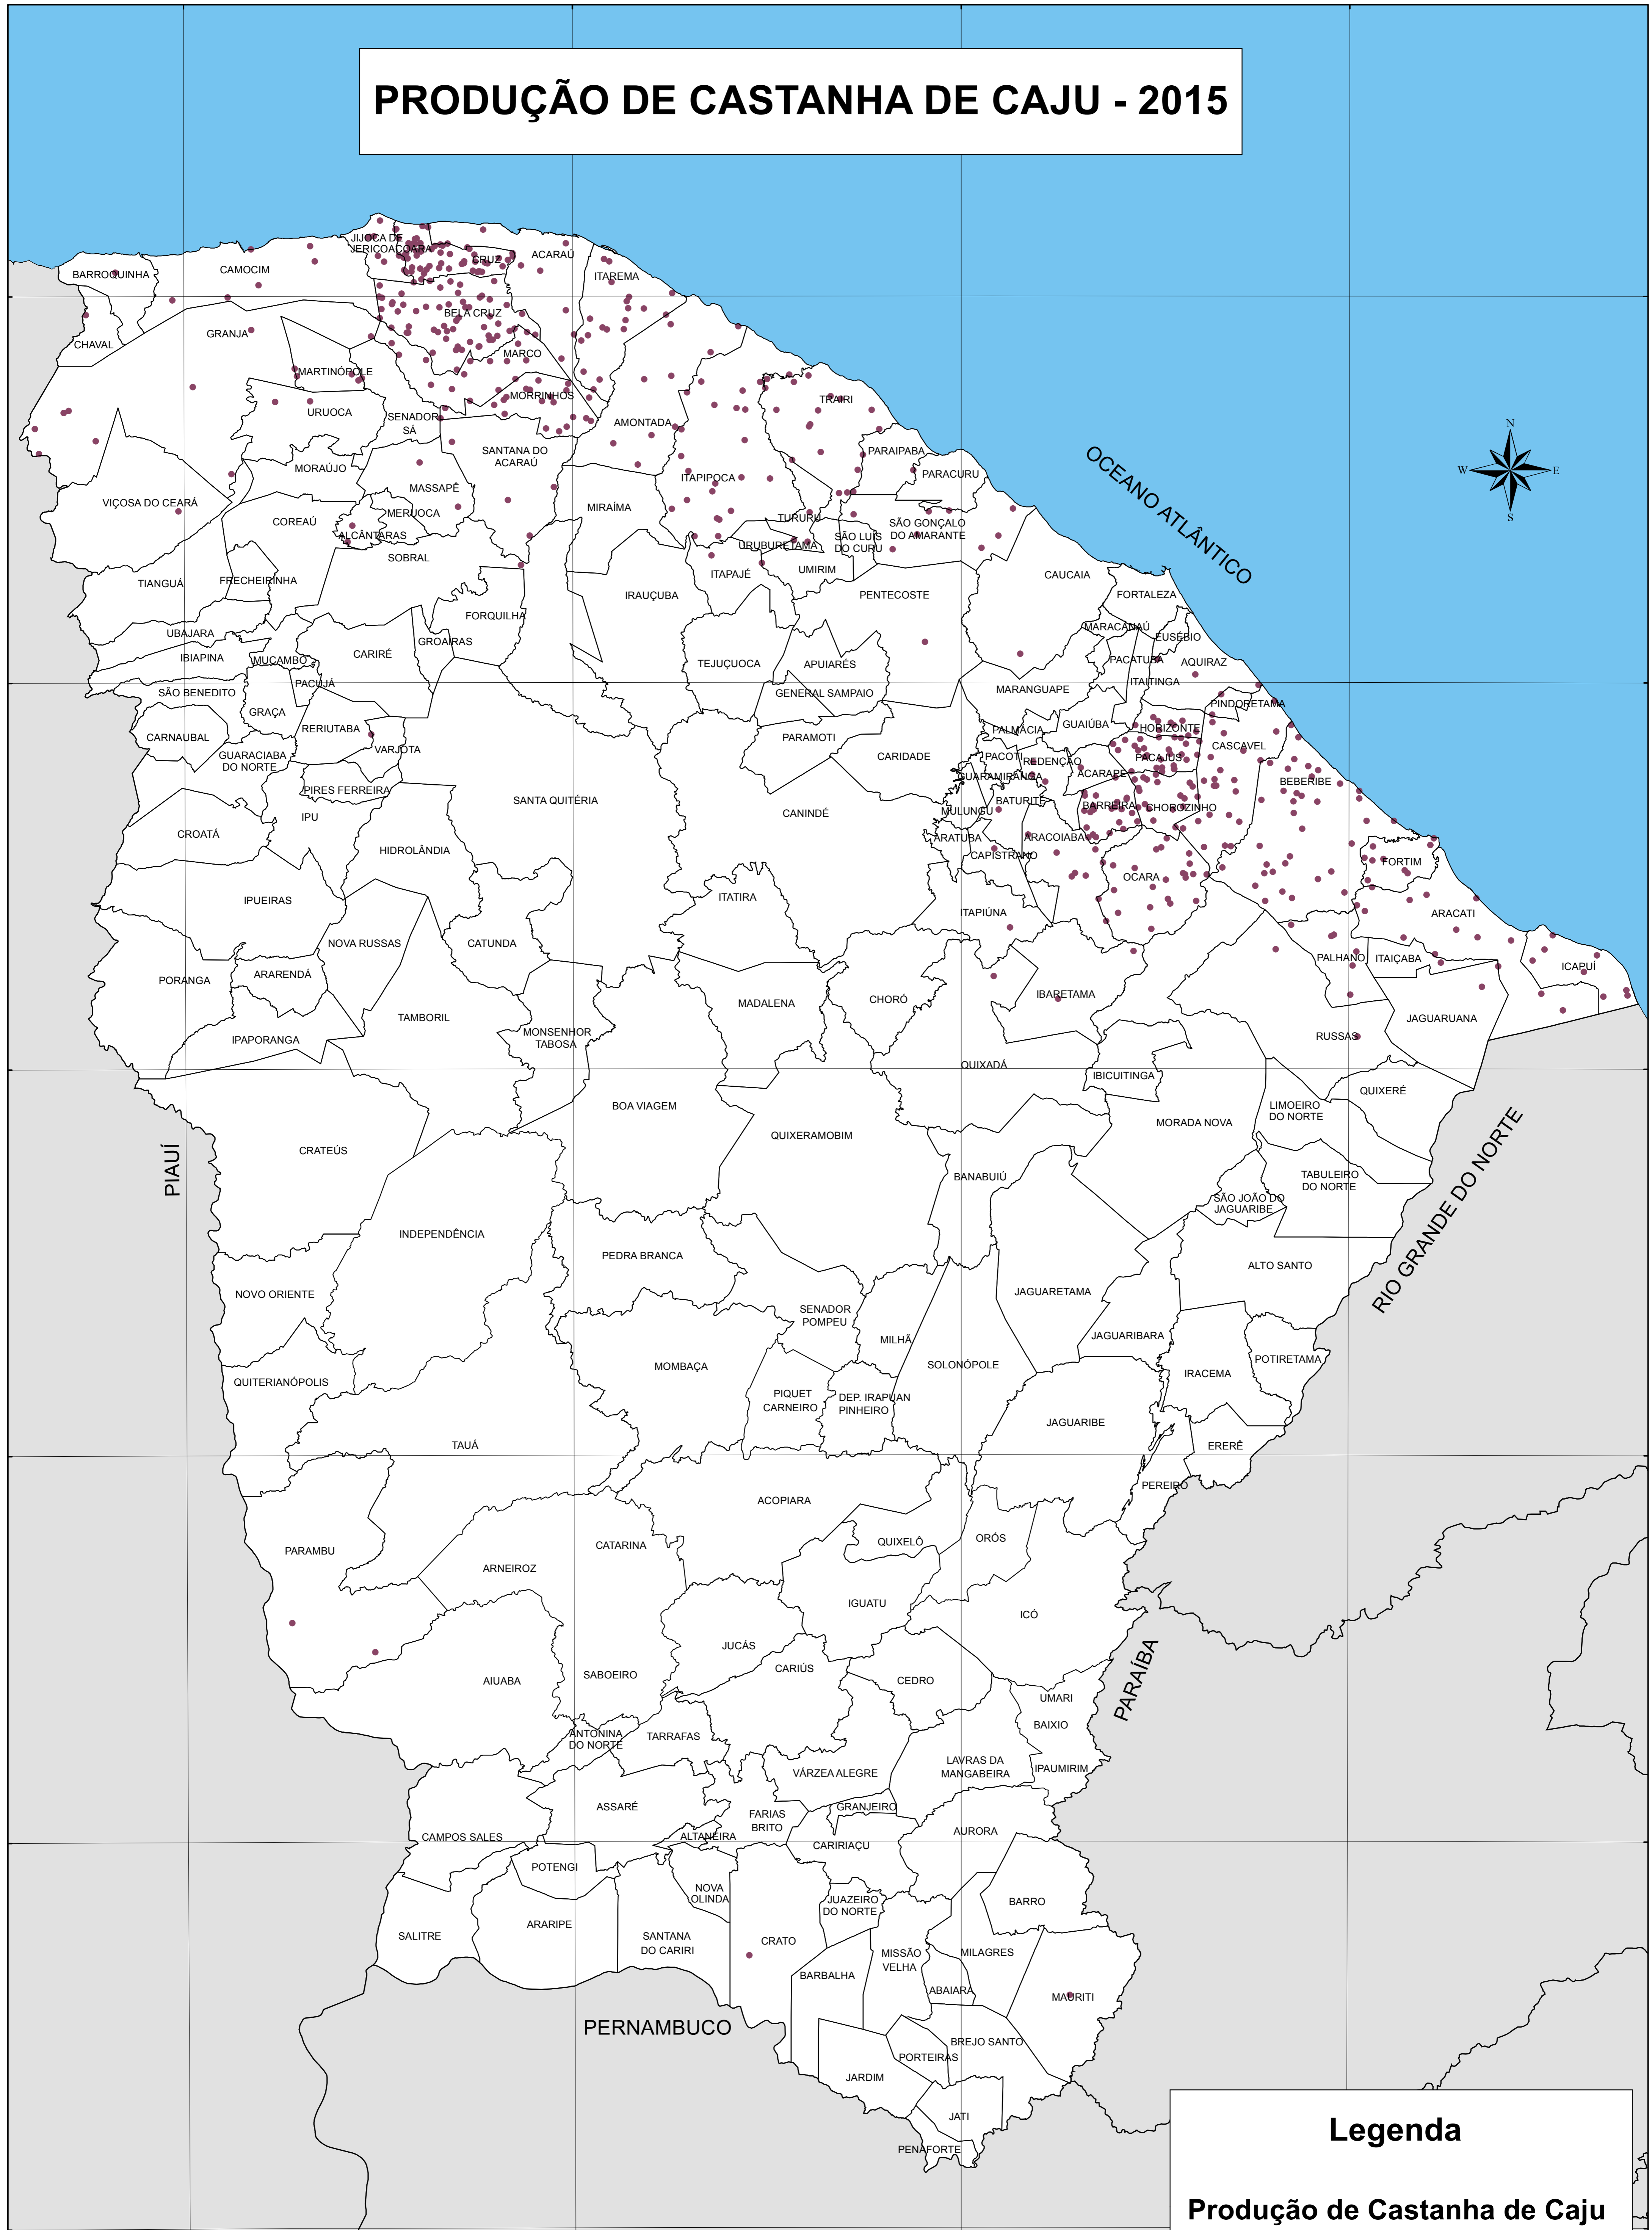 PRODUÇÃO DE CASTANHA DE CAJU - 2015
JIJOCA DE
JERICOACOARA
CRUZ
ACARAÚ
BARROQUINHA
CAMOCIM
ITAREMA
BELA CRUZ
GRANJA
CHAVAL
MARCO
MARTINÓPOLE
MORRINHOS
TRAIRI
URUOCA
SENADOR
SÁ
AMONTADA
N
W
E
S
OCEANO ATLÂNTICO
SANTANA DO
ACARAÚ
PARAIPABA
MORAÚJO
PARACURU
ITAPIPOCA
MASSAPÊ
VIÇOSA DO CEARÁ
MIRAÍMA
MERUOCA
COREAÚ
TURURU
SÃO GONÇALO
DO AMARANTE
ALCÂNTARAS
SÃO LUÍS
DO CURU
URUBURETAMA
SOBRAL
UMIRIM
ITAPAJÉ
CAUCAIA
TIANGUÁ
FRECHEIRINHA
IRAUÇUBA
PENTECOSTE
FORTALEZA
FORQUILHA
MARACANAÚ
UBAJARA
EUSÉBIO
GROAÍRAS
CARIRÉ
IBIAPINA
MUCAMBO
TEJUÇUOCA
APUIARÉS
PACATUBA
AQUIRAZ
PACUJÁ
ITAITINGA
SÃO BENEDITO
GENERAL SAMPAIO
MARANGUAPE
PINDORETAMA
GRAÇA
GUAIÚBA
RERIUTABA
PALMÁCIA
HORIZONTE
CARNAUBAL
PARAMOTI
VARJOTA
CASCAVEL
GUARACIABA
DO NORTE
CARIDADE
PACOTI
PACAJUS
REDENÇÃO
ACARAPE
GUARAMIRANGA
BEBERIBE
PIRES FERREIRA
SANTA QUITÉRIA
BATURITÉ
BARREIRA
CHOROZINHO
MULUNGU
CANINDÉ
IPU
CROATÁ
ARATUBA
ARACOIABA
HIDROLÂNDIA
CAPISTRANO
FORTIM
OCARA
ITATIRA
IPUEIRAS
ITAPIÚNA
ARACATI
NOVA RUSSAS
CATUNDA
PALHANO
ITAIÇABA
ICAPUÍ
ARARENDÁ
PORANGA
IBARETAMA
CHORÓ
MADALENA
TAMBORIL
JAGUARUANA
MONSENHOR
TABOSA
RUSSAS
IPAPORANGA
QUIXADÁ
IBICUITINGA
QUIXERÉ
BOA VIAGEM
LIMOEIRO
DO NORTE
MORADA NOVA
QUIXERAMOBIM
CRATEÚS
PIAUÍ
BANABUIÚ
TABULEIRO
DO NORTE
SÃO JOÃO DO
JAGUARIBE
RIO GRANDE DO NORTE
INDEPENDÊNCIA
PEDRA BRANCA
ALTO SANTO
NOVO ORIENTE
JAGUARETAMA
SENADOR
POMPEU
MILHÃ
JAGUARIBARA
SOLONÓPOLE
POTIRETAMA
MOMBAÇA
IRACEMA
QUITERIANÓPOLIS
PIQUET
CARNEIRO
DEP. IRAPUAN
PINHEIRO
JAGUARIBE
TAUÁ
ERERÊ
PEREIRO
ACOPIARA
ORÓS
QUIXELÔ
CATARINA
PARAMBU
ARNEIROZ
IGUATU
ICÓ
JUCÁS
CARIÚS
SABOEIRO
CEDRO
AIUABA
PARAÍBA
UMARI
BAIXIO
ANTONINA
DO NORTE
TARRAFAS
LAVRAS DA
MANGABEIRA
IPAUMIRIM
VÁRZEA ALEGRE
ASSARÉ
GRANJEIRO
FARIAS
BRITO
AURORA
CAMPOS SALES
ALTANEIRA
CARIRIAÇU
POTENGI
NOVA
OLINDA
JUAZEIRO
DO NORTE
BARRO
ARARIPE
SALITRE
SANTANA
DO CARIRI
CRATO
MISSÃO
VELHA
MILAGRES
BARBALHA
ABAIARA
MAURITI
PERNAMBUCO
BREJO SANTO
PORTEIRAS
JARDIM
JATI
PENAFORTE
Legenda
Produção de Castanha de Caju